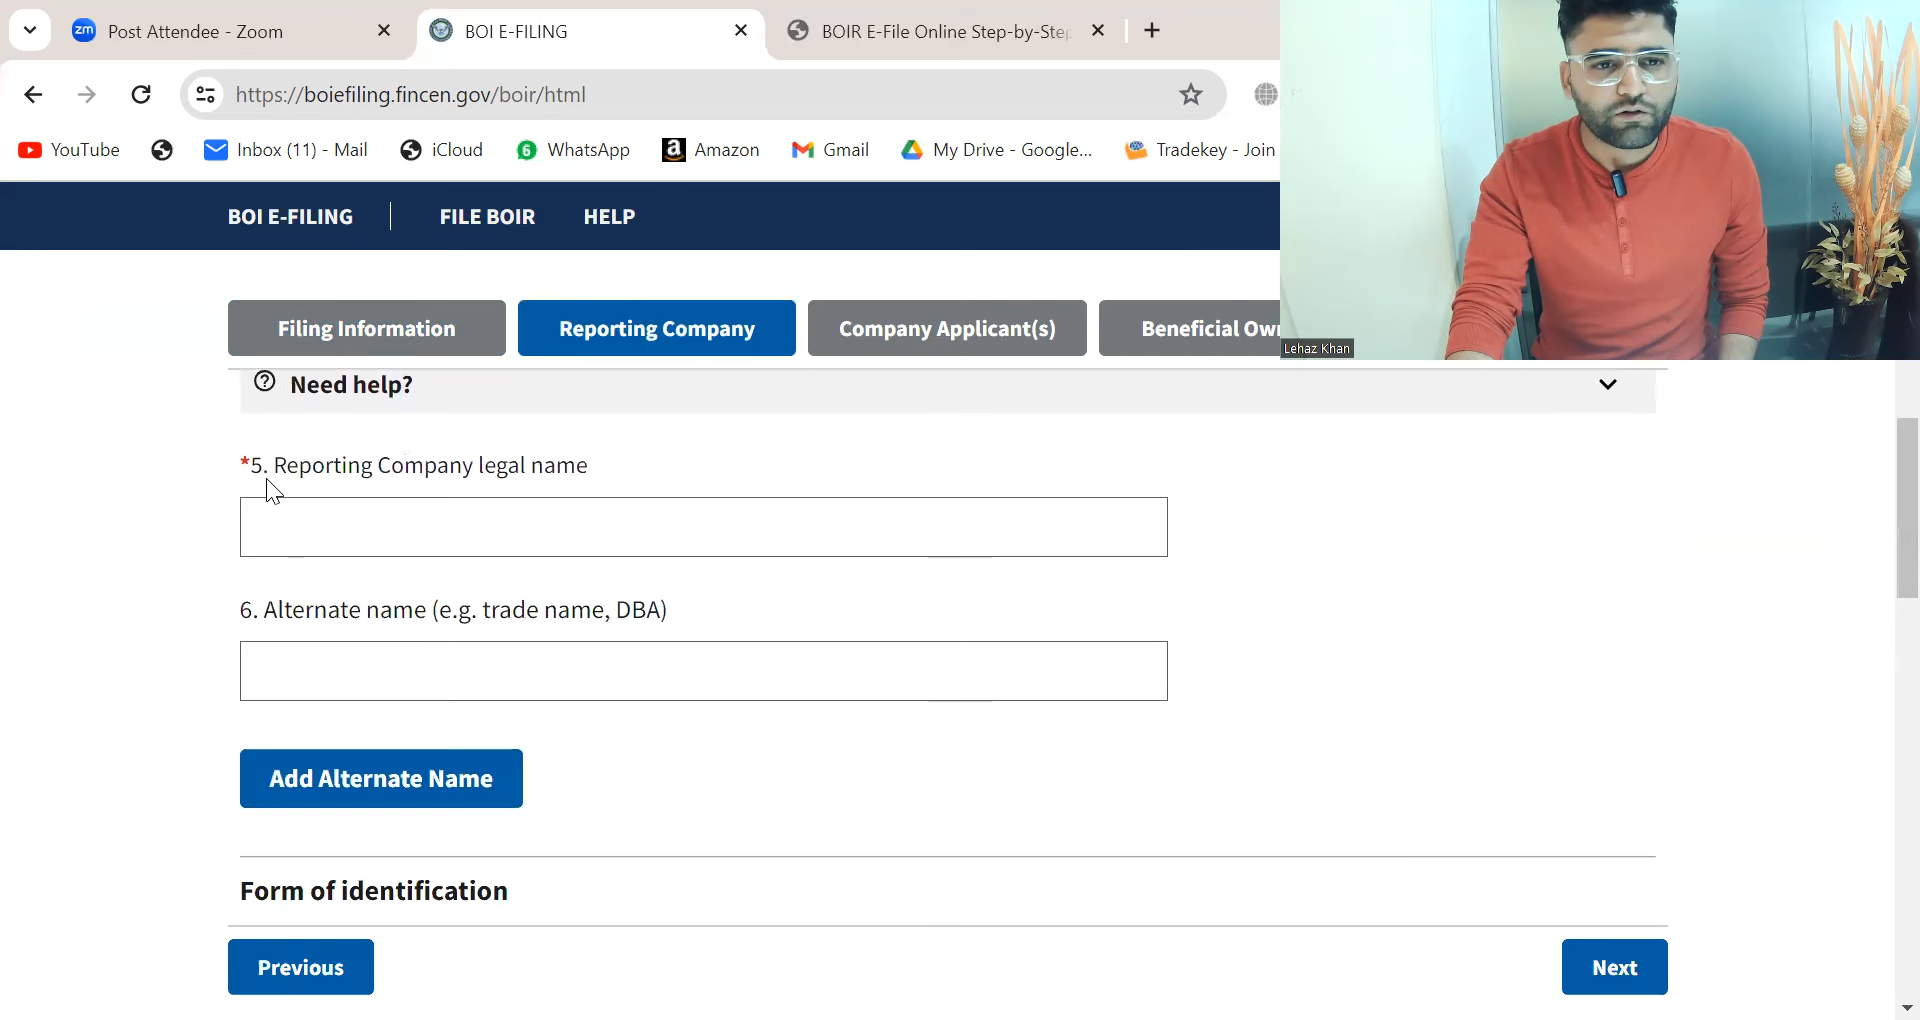 zm Post Attendee - Zoom
BOI E-FILING
BOIR E-File Online Step-by-Step
https://boiefiling.fincen.gov/boir/html
YouTube
Inbox (11) - Mail
iCloud
6 WhatsApp
a Amazon
Gmail
My Drive - Google...
Tradekey - Join
BOI E-FILING
FILE BOIR
HELP
Filing Information
Reporting Company
Company Applicant(s)
Beneficial Own
Lehaz Khan
? Need help?
*5. Reporting Company legal name
6. Alternate name (e.g. trade name, DBA)
Add Alternate Name
Form of identification
Previous
Next